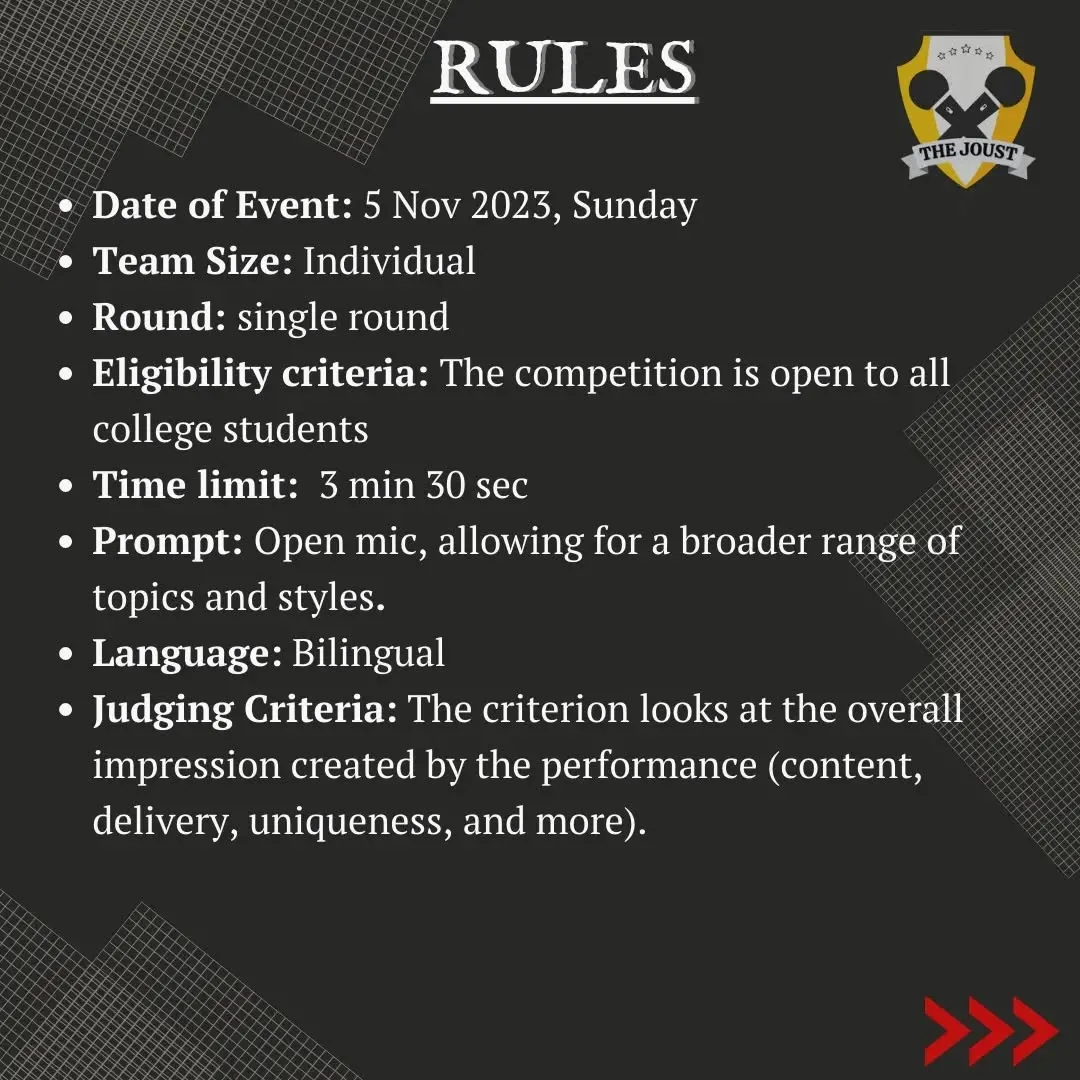 RULES
THE JOUST
• Date of Event: 5 Nov 2023, Sunday
• Team Size: Individual
• Round: single round
• Eligibility criteria: The competition is open to all
college students
• Time limit:  3 min 30 sec
• Prompt: Open mic, allowing for a broader range of
topics and styles.
• Language: Bilingual
• Judging Criteria: The criterion looks at the overall
impression created by the performance (content,
delivery, uniqueness, and more).